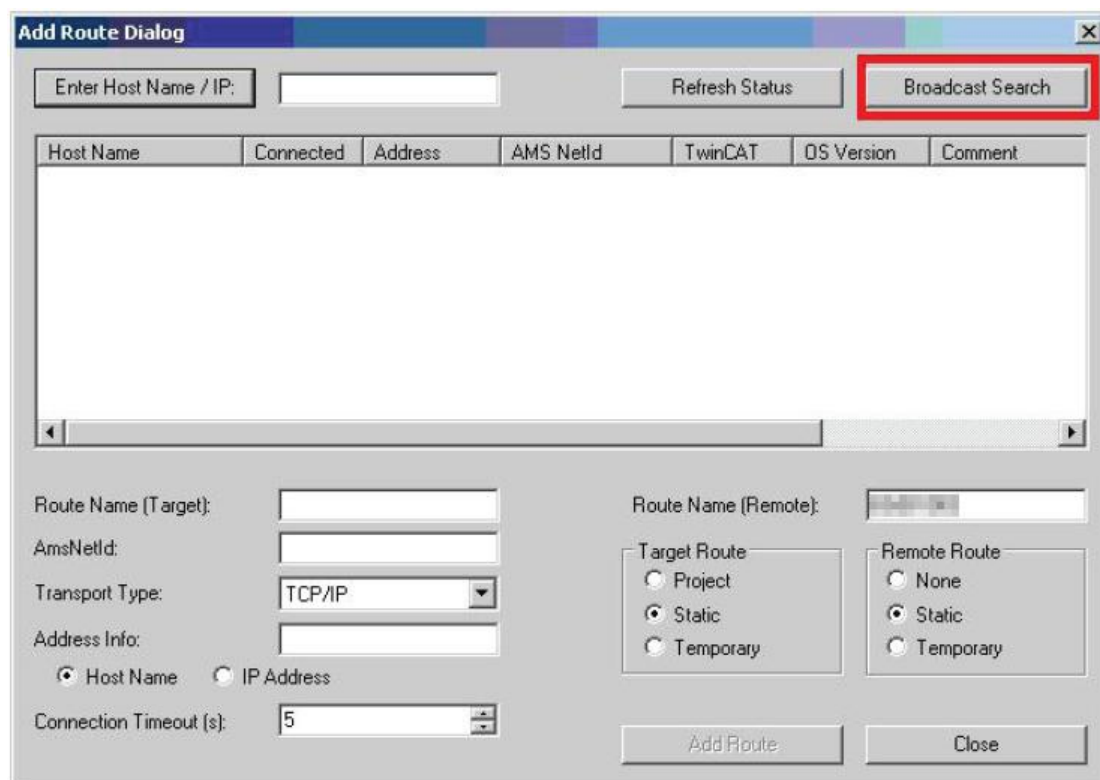 Add Route Dialog
Enter Host Name / IP: Refresh Status Broadcast Search
Host Name Connected Address AMS NetId TwinCAT OS Version Comment
Route Name (Target): Route Name (Remote):
AmsNetId: Target Route Remote Route
Project None
Transport Type: TCP/IP
Static Static
Address Info:
Temporary Temporary
Host Name IP Address
Connection Timeout (s): 5
Add Route Close